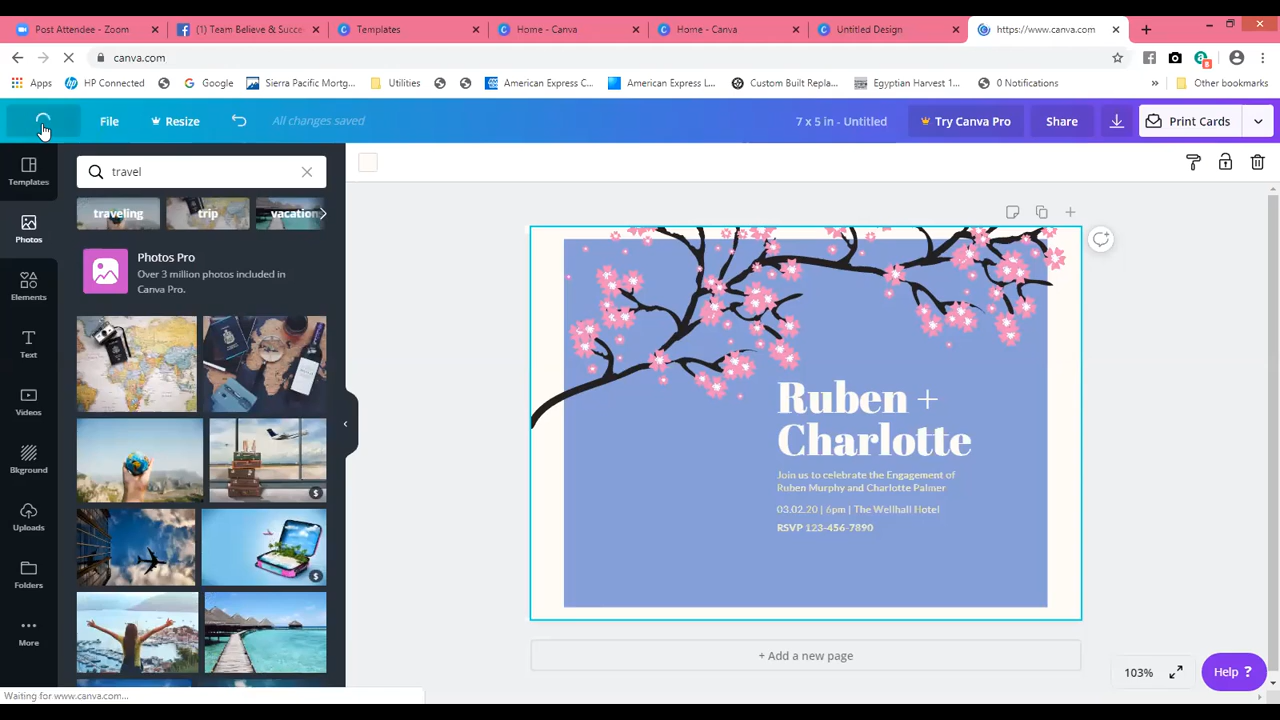 Post Attendee - Zoom
(1) Team Believe & Succe
Templates
Home - Canva
Home - Canva
Untitled Design
https://www.canva.com
canva.com
8
Apps
HP Connected
Google
Sierra Pacific Mortg...
Utilities
American Express C...
American Express L...
Custom Built Repla...
Egyptian Harvest 1...
0 Notifications
»
Other bookmarks
File
Resize
All changes saved
7 x 5 in - Untitled
Try Canva Pro
Share
Print Cards
Templates
Photos
Elements
Text
Videos
Bkground
Uploads
Folders
More
travel
traveling
trip
vacation
Photos Pro
Over 3 million photos included in
Canva Pro.
$
$
Ruben +
Charlotte
Join us to celebrate the Engagement of
Ruben Murphy and Charlotte Palmer
03.02.20 | 6pm | The Wellhall Hotel
RSVP 123-456-7890
+ Add a new page
103%
Help ?
Waiting for www.canva.com...